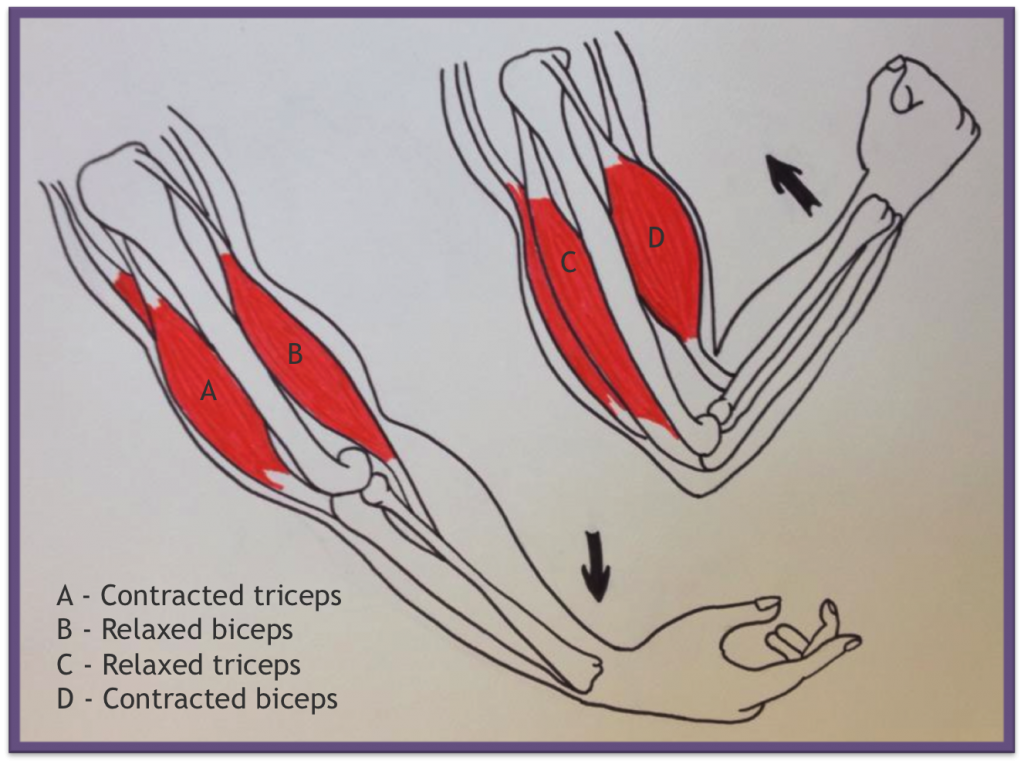 C
D
A
B
A - Contracted triceps
B - Relaxed biceps
C - Relaxed triceps
D - Contracted biceps